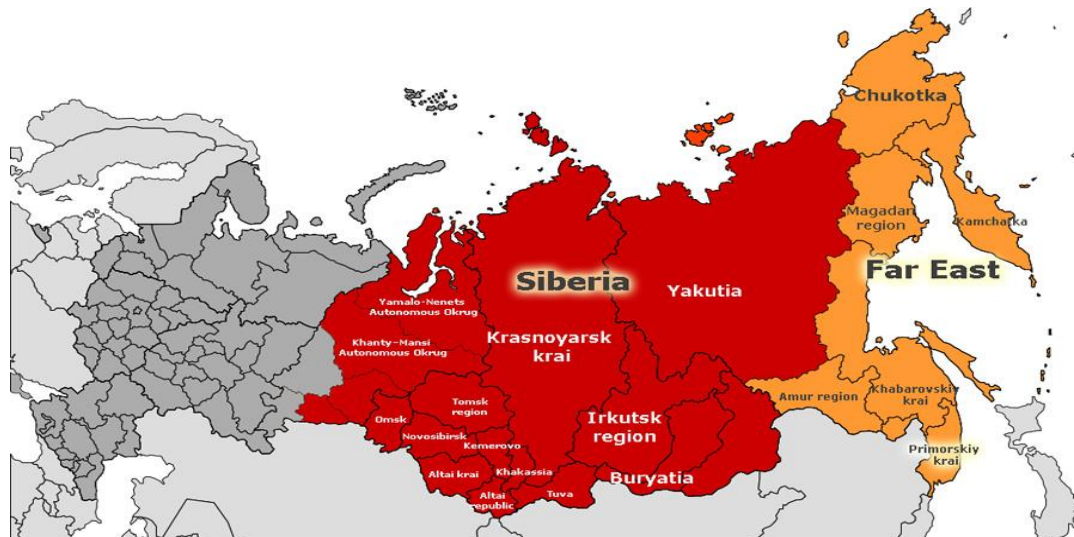 Chukotka
Magadan
region
Kamchatka
Far East
Siberia
Yakutia
Yamalo-Nenets
Autonomous Okrug
Khanty-Mansi
Autonomous Okrug
Krasnoyarsk
krai
Tomsk
region
Omsk
Irkutsk
region
Amur region
Khabarovskiy
krai
Novosibirsk
Kemerovo
Primorskiy
krai
Altai krai
Khakassia
Buryatia
Altai
republic
Tuva